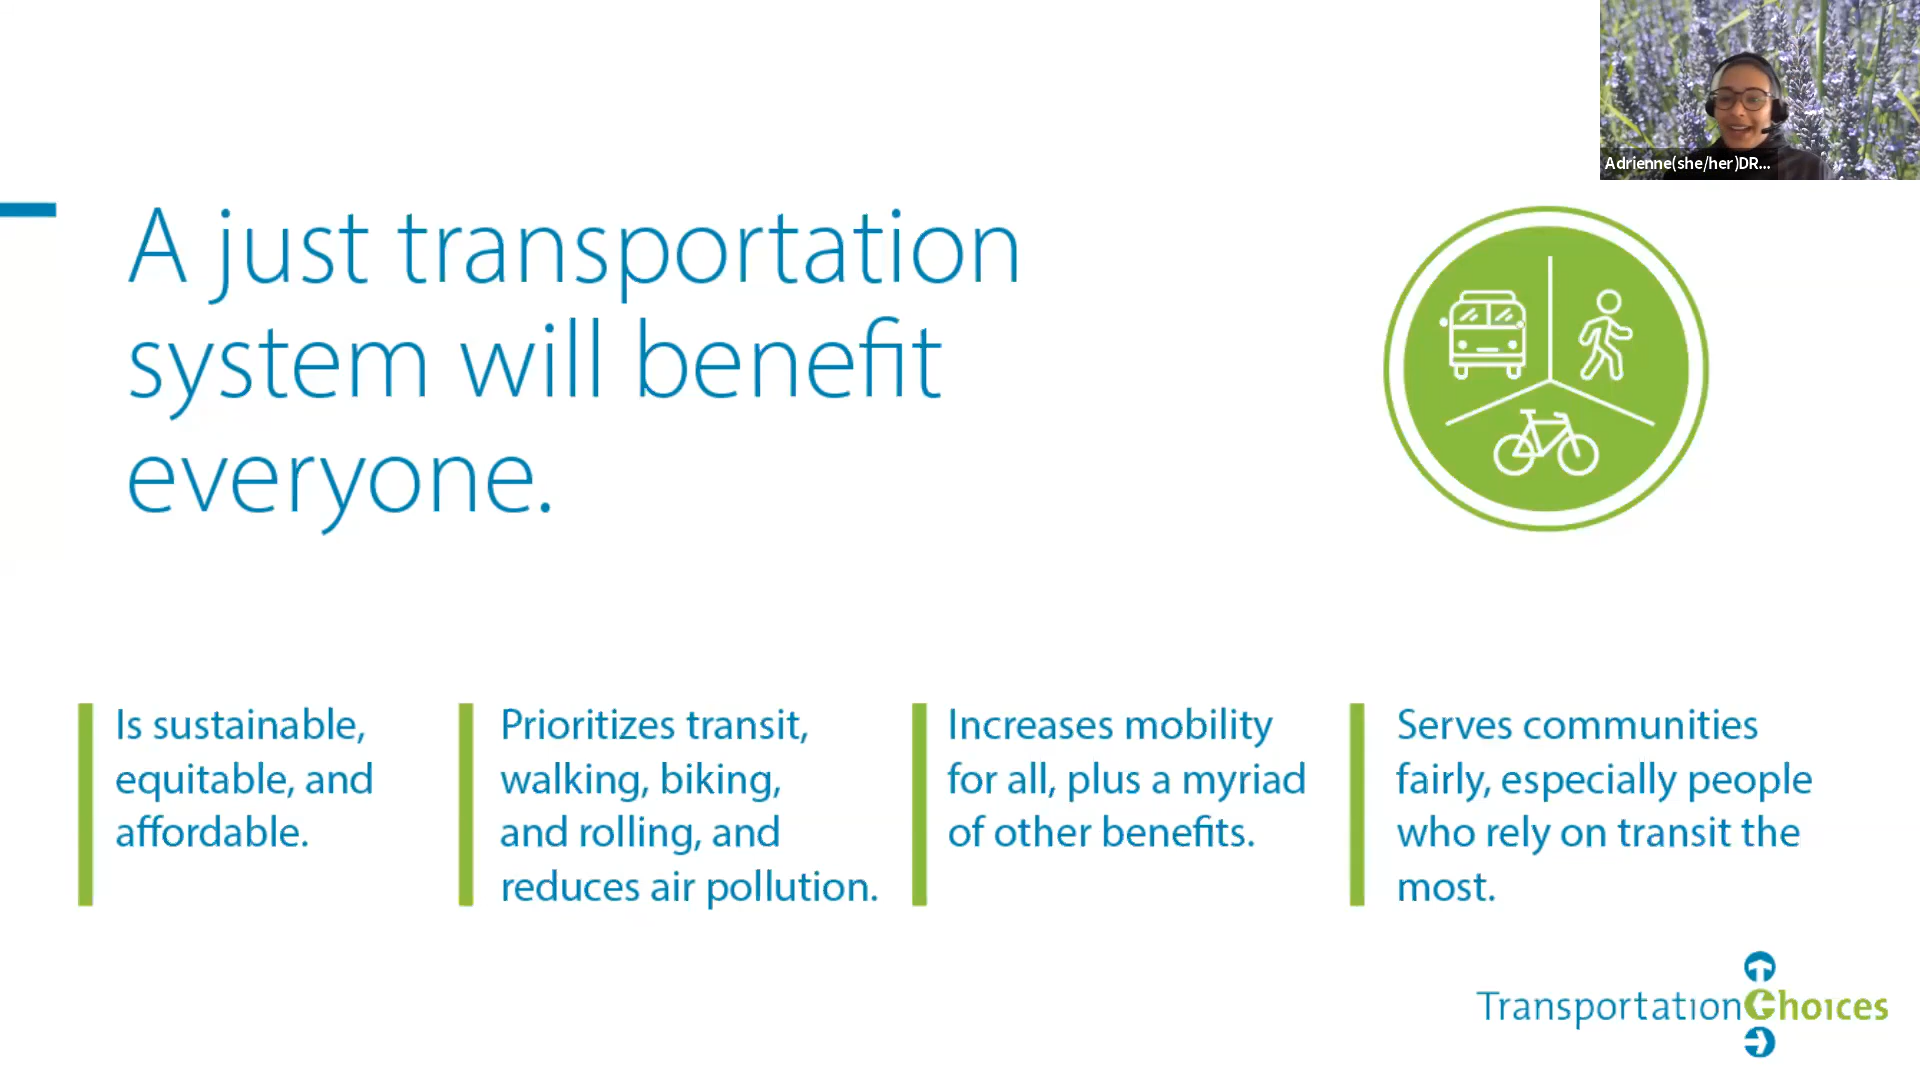 Adrienne(she/her)DR...
A just transportation
system will benefit
everyone.
Is sustainable,
equitable, and
affordable.
Prioritizes transit,
walking, biking,
and rolling, and
reduces air pollution.
Increases mobility
for all, plus a myriad
of other benefits.
Serves communities
fairly, especially people
who rely on transit the
most.
TransportationChoices